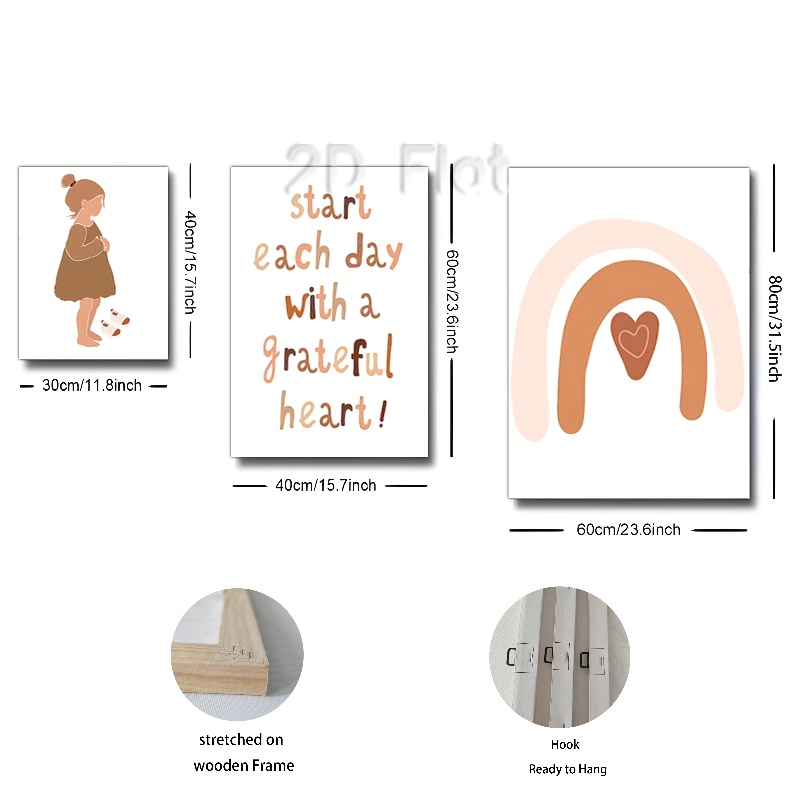 2D Flat
start
each day
with a
grateful
heart!
40cm/15.7inch
30cm/11.8inch
60cm/23.6inch
40cm/15.7inch
80cm/31.5inch
60cm/23.6inch
stretched on
wooden Frame
Hook
Ready to Hang